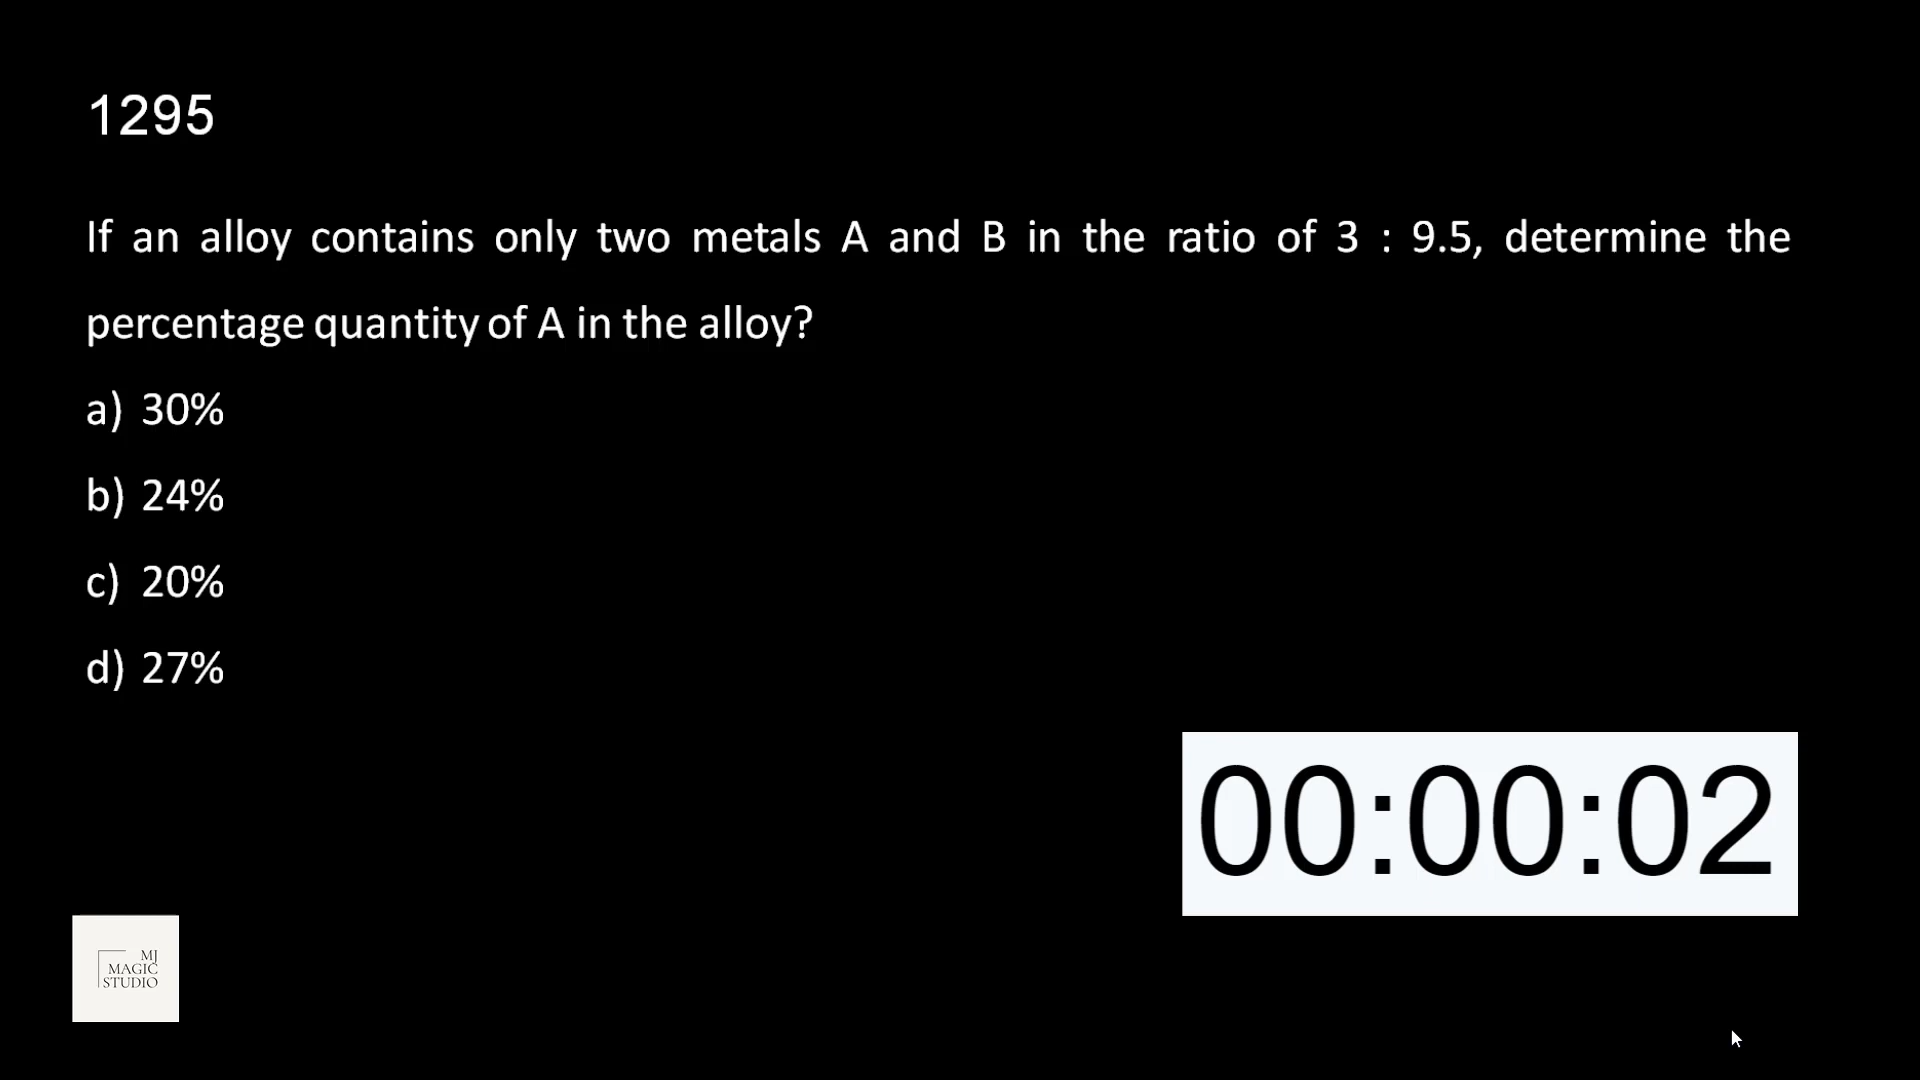 1295
If an alloy contains only two metals A and B in the ratio of 3 : 9.5, determine the
percentage quantity of A in the alloy?
a) 30%
b) 24%
c) 20%
d) 27%
00:00:02
MJ
MAGIC
STUDIO